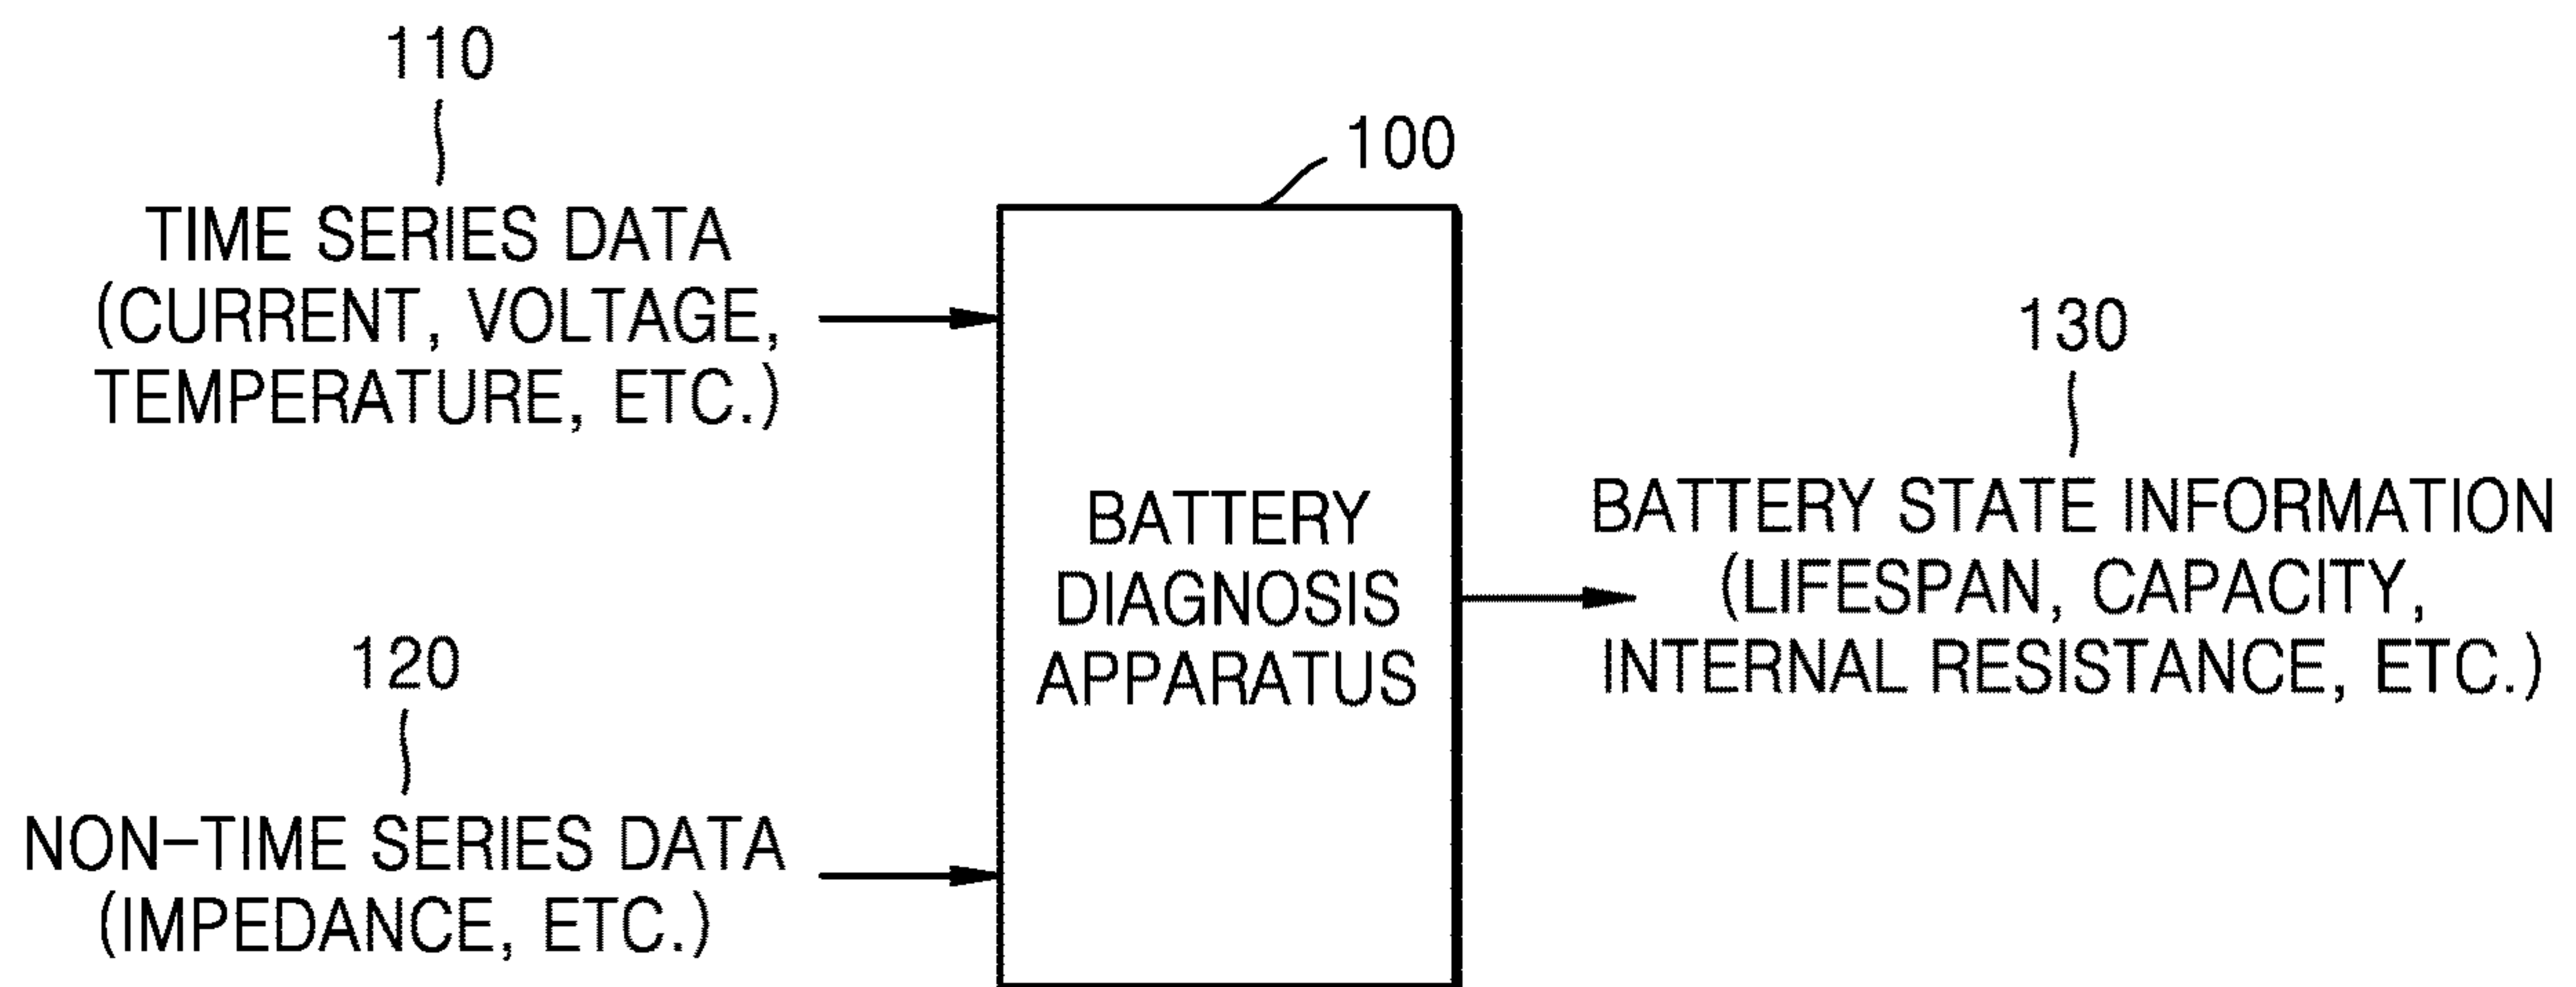 110
TIME SERIES DATA
(CURRENT, VOLTAGE,
TEMPERATURE, ETC.)
120
NON-TIME SERIES DATA
(IMPEDANCE, ETC.)
100
BATTERY
DIAGNOSIS
APPARATUS
130
BATTERY STATE INFORMATION
(LIFESPAN, CAPACITY,
INTERNAL RESISTANCE, ETC.)